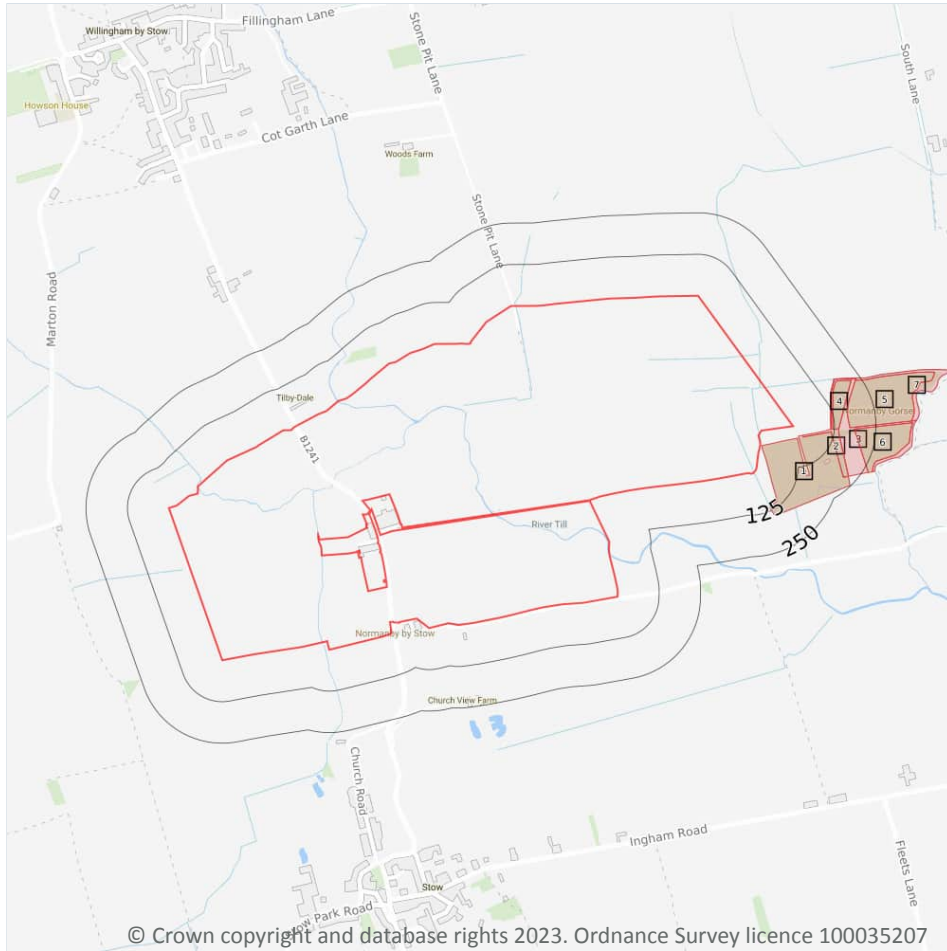 Fillingham Lane
Willingham by Stow
Stone Pit Lane
South Lane
Howson House
Cot Garth Lane
Woods Farm
Stone Pit Lane
Marton Road
Tilby-Dale
B1241
4
5
7
Normanby Gorse
3
2
6
1
125
250
River Till
Normanby by Stow
Church View Farm
Church Road
Ingham Road
Fleets Lane
Stow
Stow Park Road
© Crown copyright and database rights 2023. Ordnance Survey licence 100035207